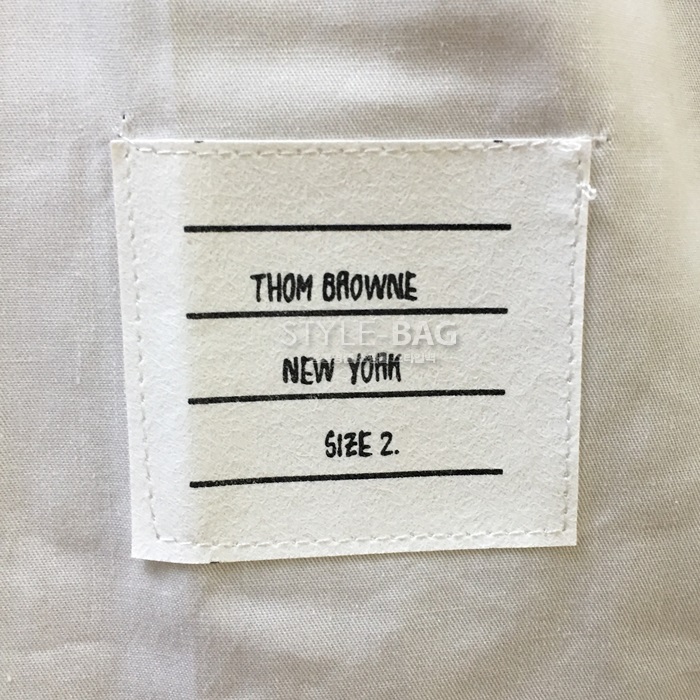 THOM BROWNE
STYLE-BAG
NEW YORK
SIZE 2.